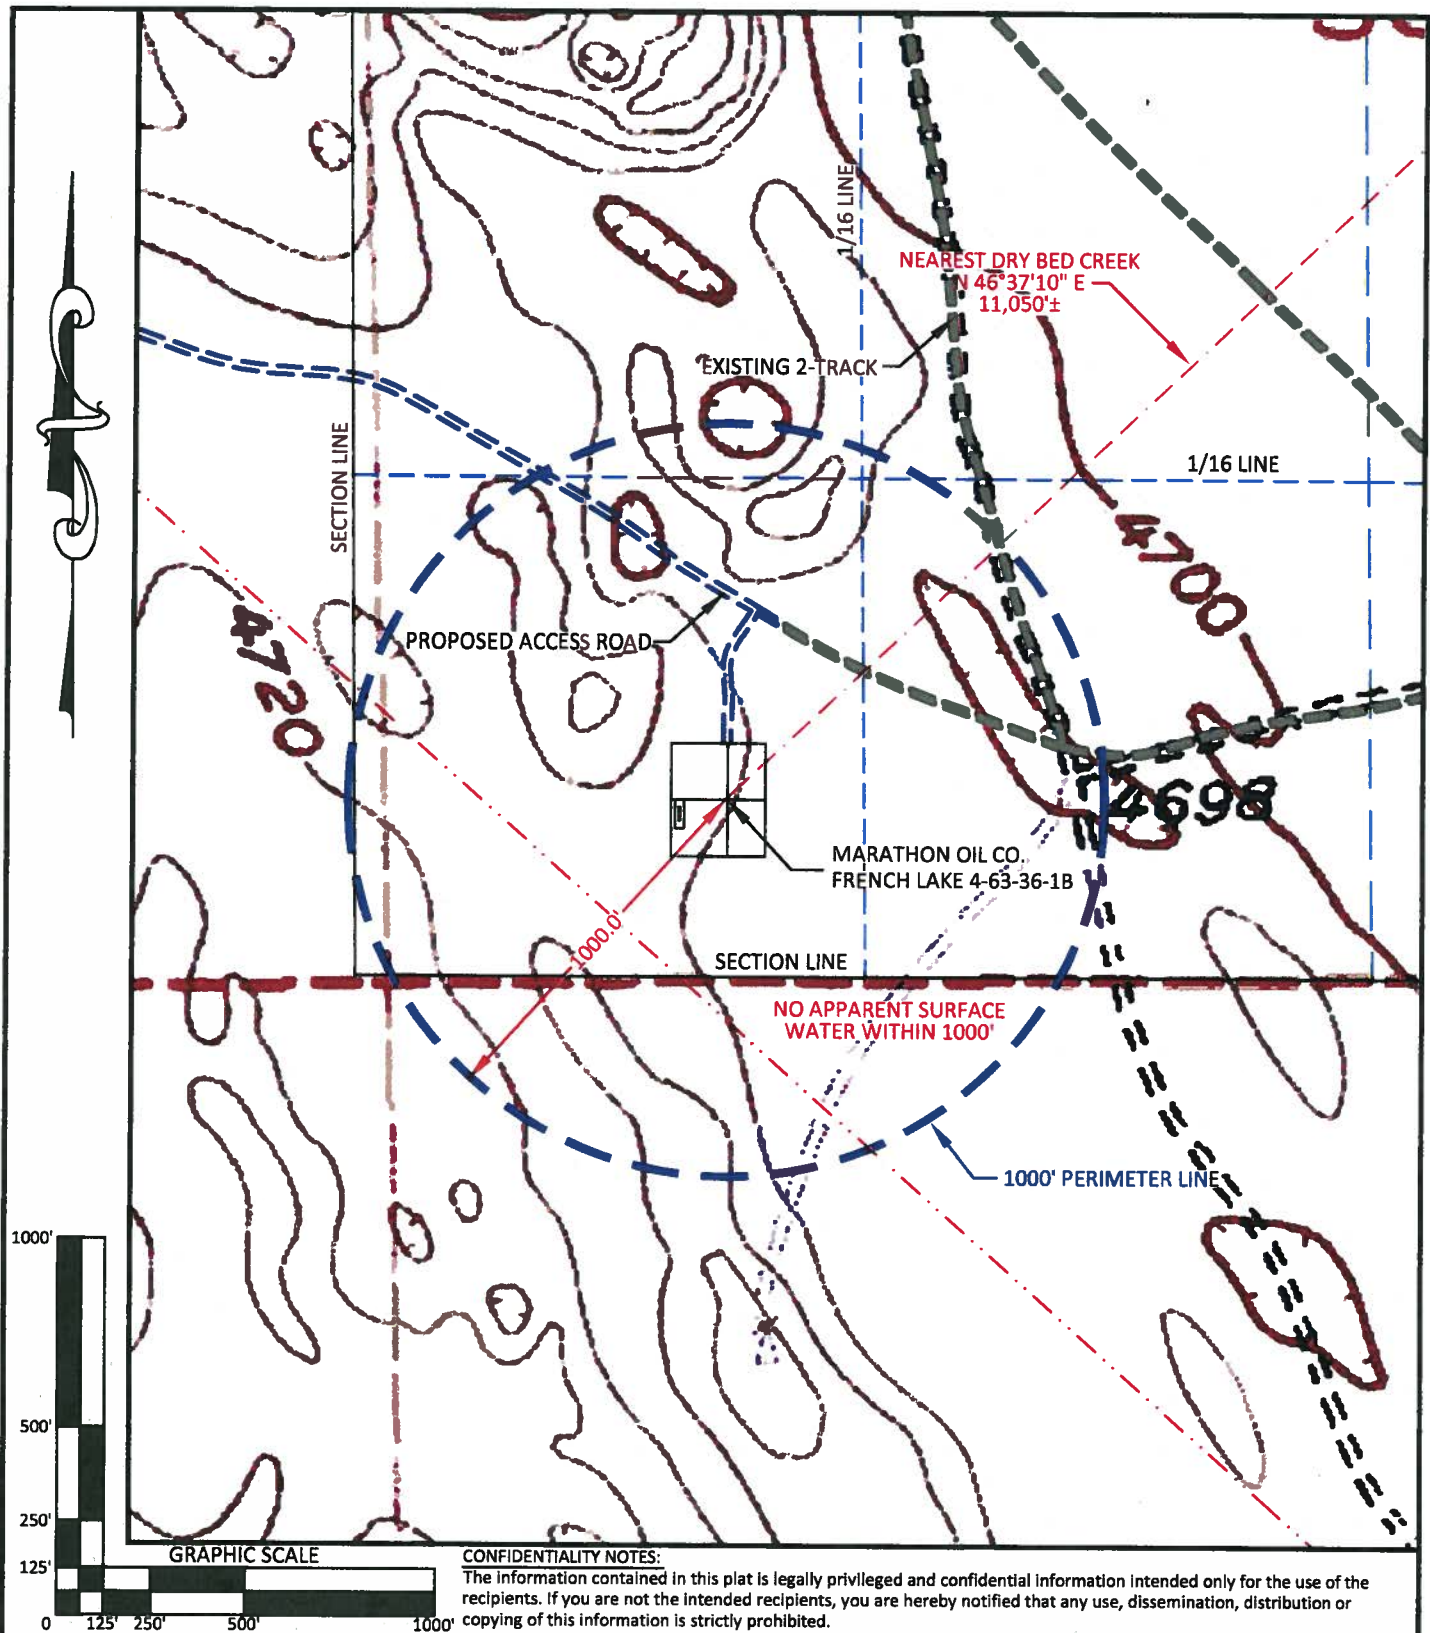 1/16 LINE
NEAREST DRY BED CREEK
N 46°37'10" E
11,050'±
EXISTING 2-TRACK
SECTION LINE
1/16 LINE
4700
4720
PROPOSED ACCESS ROAD
4698
MARATHON OIL CO.
FRENCH LAKE 4-63-36-1B
1000.0'
SECTION LINE
NO APPARENT SURFACE
WATER WITHIN 1000'
1000' PERIMETER LINE
1000'
500'
250'
125'
GRAPHIC SCALE
0 125' 250' 500' 1000'
CONFIDENTIALITY NOTES:
The information contained in this plat is legally privileged and confidential information intended only for the use of the
recipients. If you are not the intended recipients, you are hereby notified that any use, dissemination, distribution or
copying of this information is strictly prohibited.